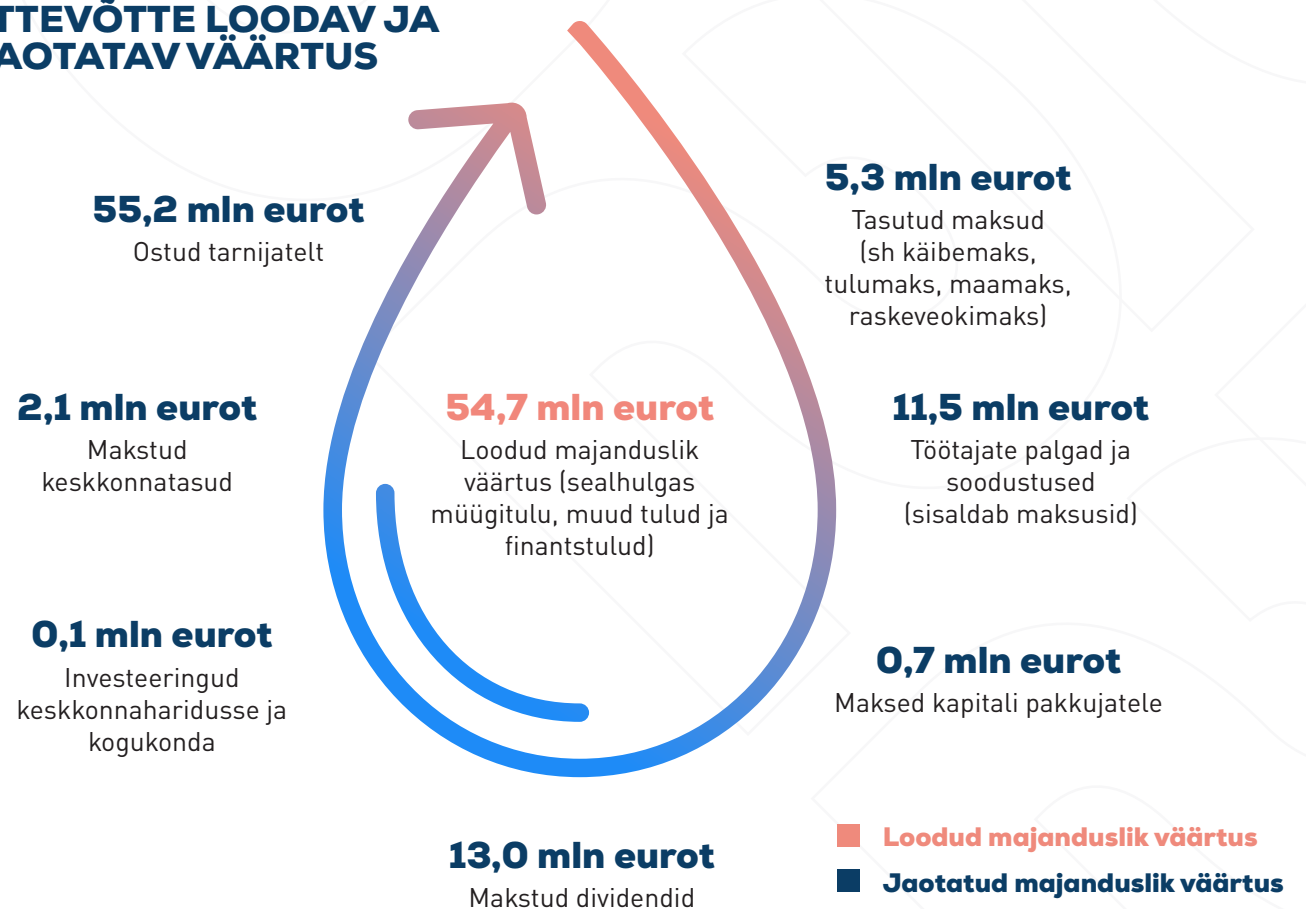 TTEVÕTTE LOODAV JA
AOTATAV VÄÄRTUS
55,2 mln eurot
Ostud tarnijatelt
5,3 mln eurot
Tasutud maksud
(sh käibemaks,
tulumaks, maamaks,
raskeveokimaks)
2,1 mln eurot
Makstud
keskkonnatasud
54,7 mln eurot
Loodud majanduslik
väärtus (sealhulgas
müügitulu, muud tulud ja
finantstulud)
11,5 mln eurot
Töötajate palgad ja
soodustused
(sisaldab maksusid)
0,1 mln eurot
Investeeringud
keskkonnaharidusse ja
kogukonda
0,7 mln eurot
Maksed kapitali pakkujatele
13,0 mln eurot
Makstud dividendid
Loodud majanduslik väärtus
Jaotatud majanduslik väärtus